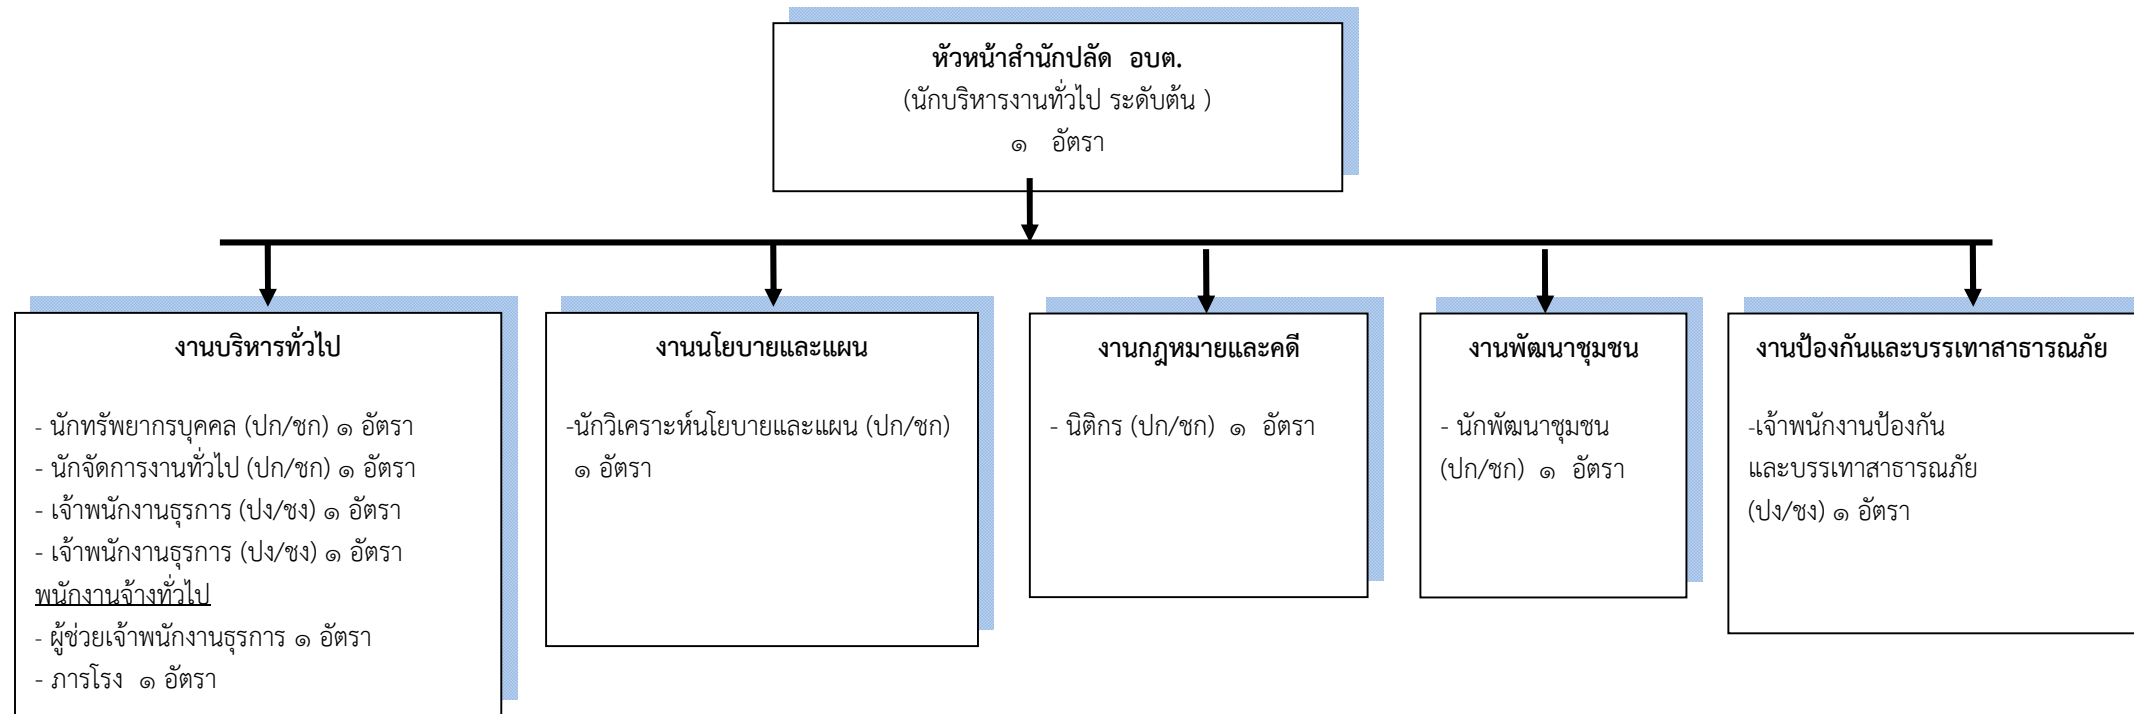 หัวหน้าสำนักปลัด อบต.
(นักบริหารงานทั่วไป ระดับต้น )
๑ อัตรา
งานบริหารทั่วไป
- นักทรัพยากรบุคคล (ปก/ชก) ๑ อัตรา
- นักจัดการงานทั่วไป (ปก/ชก) ๑ อัตรา
- เจ้าพนักงานธุรการ (ปง/ชง) ๑ อัตรา
- เจ้าพนักงานธุรการ (ปง/ชง) ๑ อัตรา
พนักงานจ้างทั่วไป
- ผู้ช่วยเจ้าพนักงานธุรการ ๑ อัตรา
- ภารโรง ๑ อัตรา
งานนโยบายและแผน
-นักวิเคราะห์นโยบายและแผน (ปก/ชก)
๑ อัตรา
งานกฎหมายและคดี
- นิติกร (ปก/ชก) ๑ อัตรา
งานพัฒนาชุมชน
- นักพัฒนาชุมชน
(ปก/ชก) ๑ อัตรา
งานป้องกันและบรรเทาสาธารณภัย
-เจ้าพนักงานป้องกัน
และบรรเทาสาธารณภัย
(ปง/ชง) ๑ อัตรา